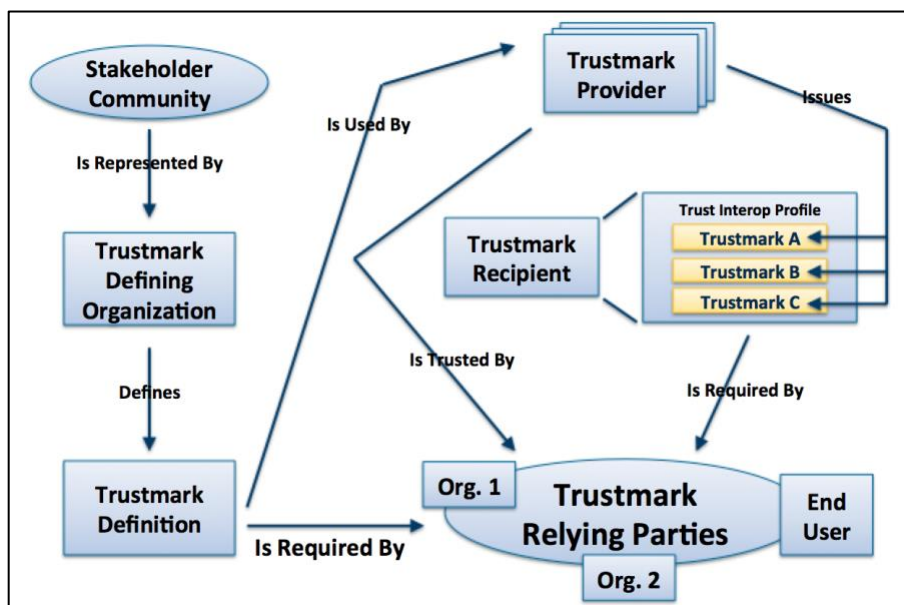 Stakeholder
Community
Is Represented By
Trustmark
Defining
Organization
Defines
Trustmark
Definition
Is Used By
Trustmark
Provider
Issues
Trustmark
Recipient
Trust Interop Profile
Trustmark A
Trustmark B
Trustmark C
Is Trusted By
Is Required By
Is Required By
Org. 1
Trustmark
Relying Parties
End
User
Org. 2